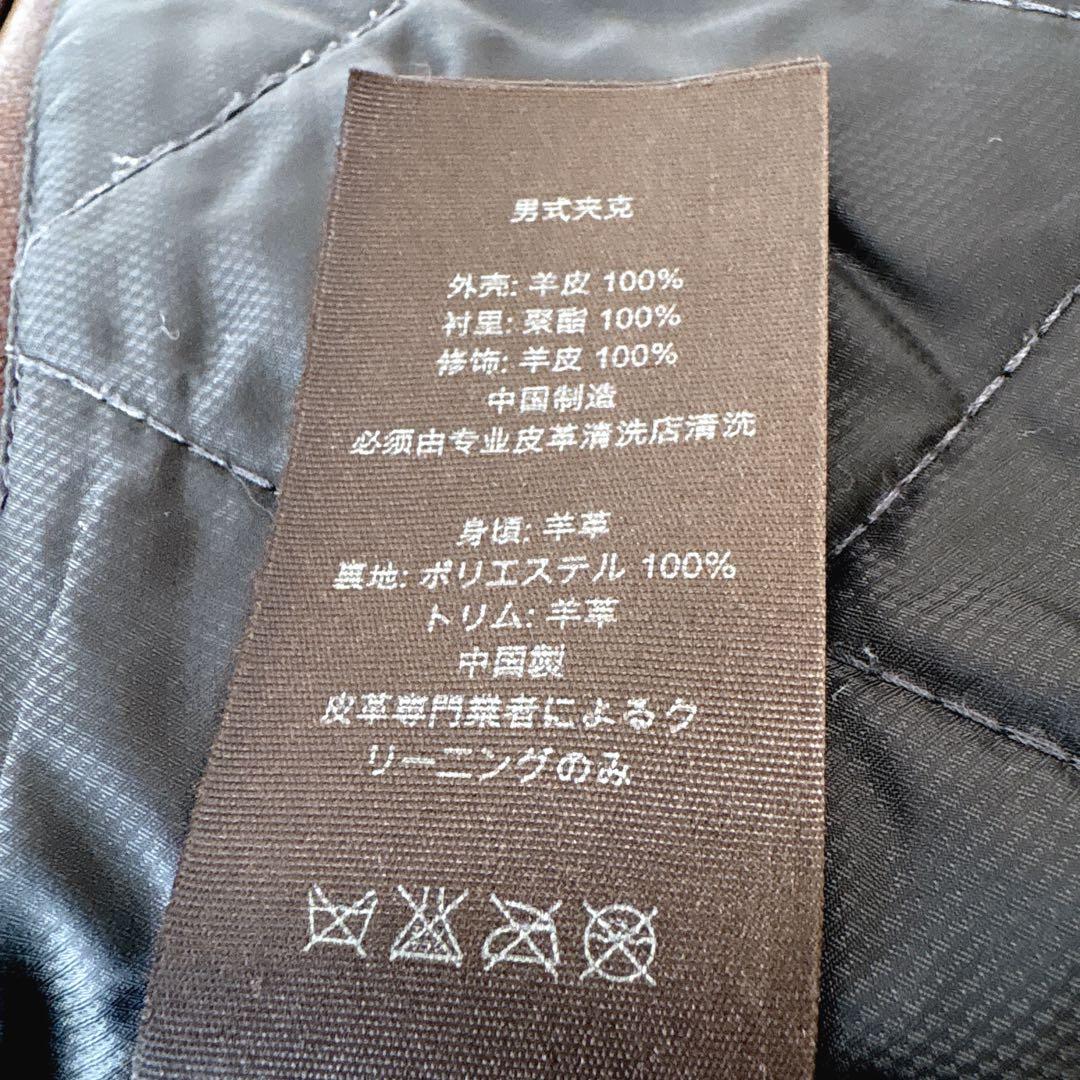 男式夹克
外壳: 羊皮 100%
衬里: 聚酯 100%
修饰: 羊皮 100%
中国制造
必须由专业皮革清洗店清洗
身頃: 羊革
裏地: ポリエステル 100%
トリム: 羊革
中国製
皮革専門業者によるク
リーニングのみ